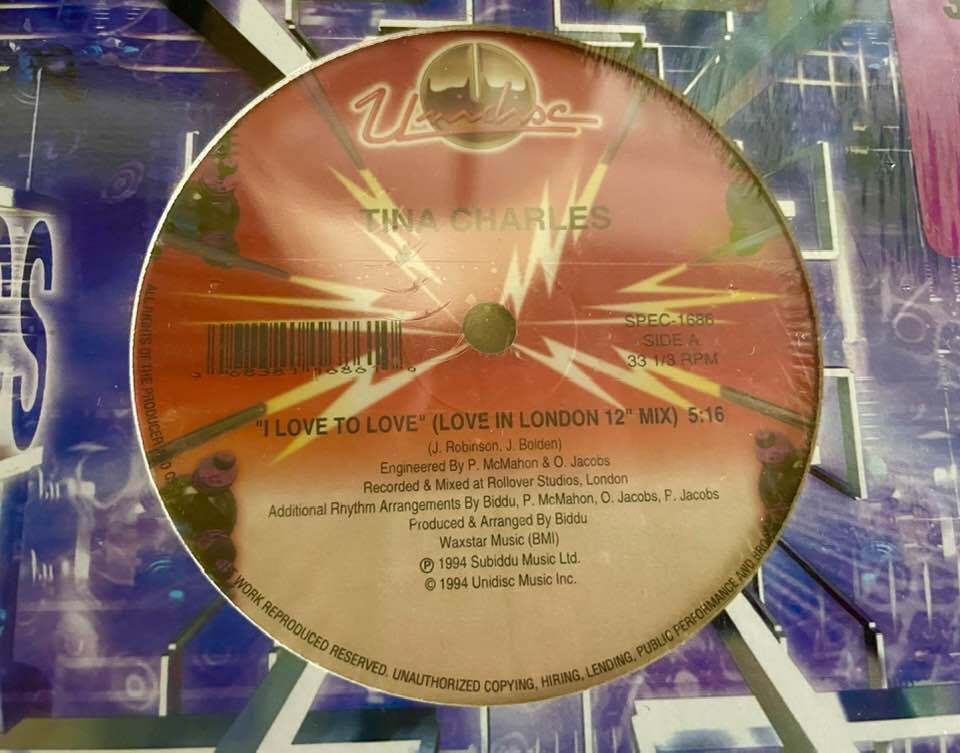 Unidisc
TINA CHARLES
SPEC-1686
SIDE A
33 1/3 RPM
"I LOVE TO LOVE" (LOVE IN LONDON 12" MIX) 5:16
(J. Robinson, J. Bolden)
Engineered By P. McMahon & O. Jacobs
Recorded & Mixed at Rollover Studios, London
Additional Rhythm Arrangements By Biddu, P. McMahon, O. Jacobs, P. Jacobs
Produced & Arranged By Biddu
Waxstar Music (BMI)
Ⓟ 1994 Subiddu Music Ltd.
© 1994 Unidisc Music Inc.
ALL RIGHTS OF THE PRODUCER
WORK REPRODUCED RESERVED. UNAUTHORIZED COPYING, HIRING, LENDING, PUBLIC PERFORMANCE AND